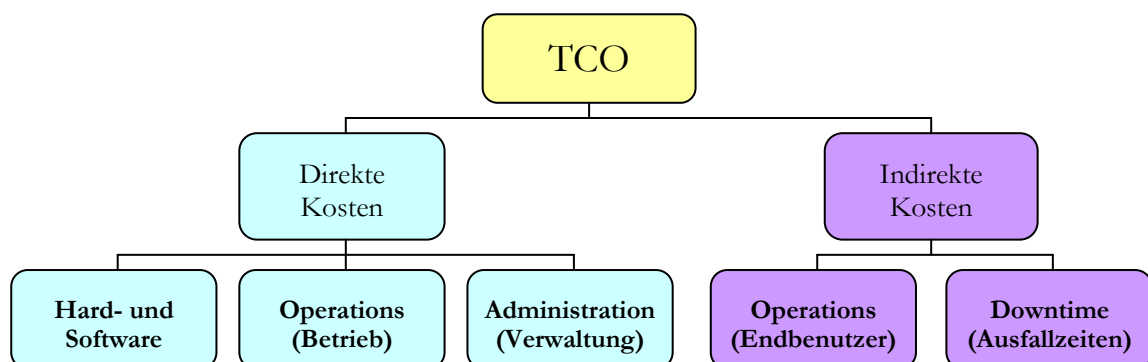 TCO
Direkte
Kosten
Indirekte
Kosten
Hard- und
Software
Operations
(Betrieb)
Administration
(Verwaltung)
Operations
(Endbenutzer)
Downtime
(Ausfallzeiten)